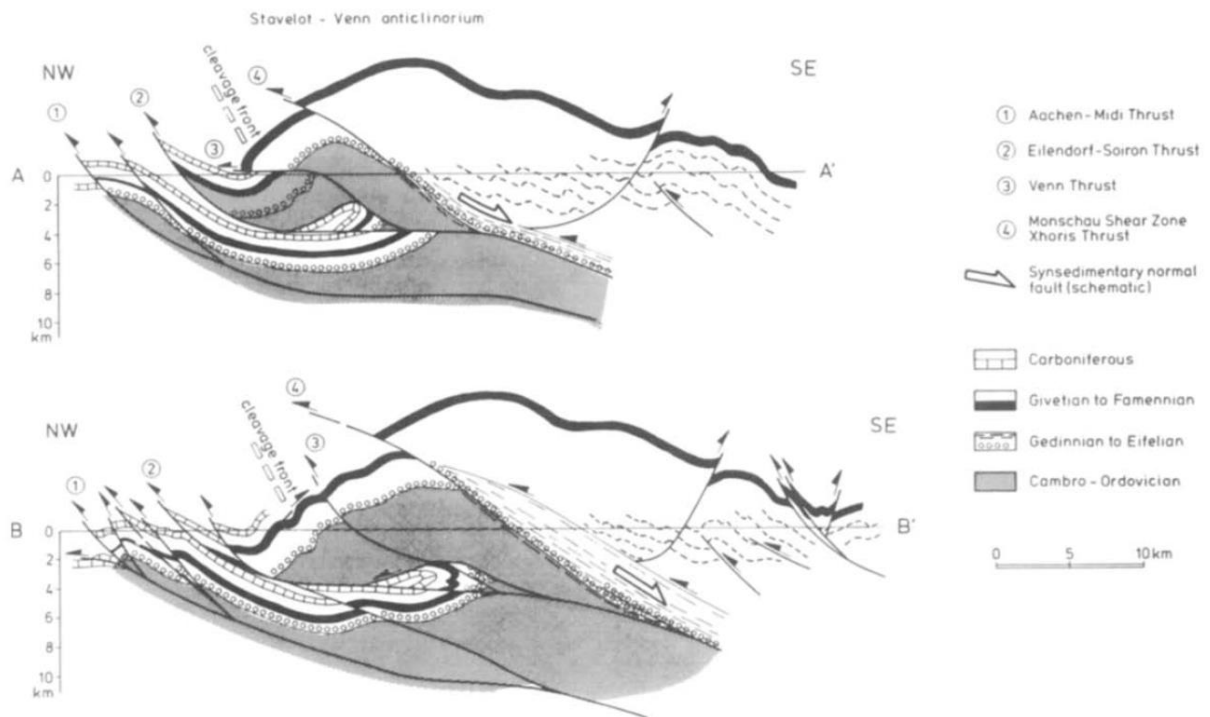 Stavelot - Venn anticlinorium
NW
SE
cleavage front
①
②
③
④
A
A'
0
2
4
6
8
10
km
① Aachen-Midi Thrust
② Eilendorf-Soiron Thrust
③ Venn Thrust
④ Monschau Shear Zone
Xhoris Thrust
Synsedimentary normal
fault (schematic)
Carboniferous
Givetian to Famennian
Gedinnian to Eifelian
Cambro - Ordovician
0 5 10 km
NW
SE
cleavage front
①
②
③
④
B
B'
0
2
4
6
8
10
km